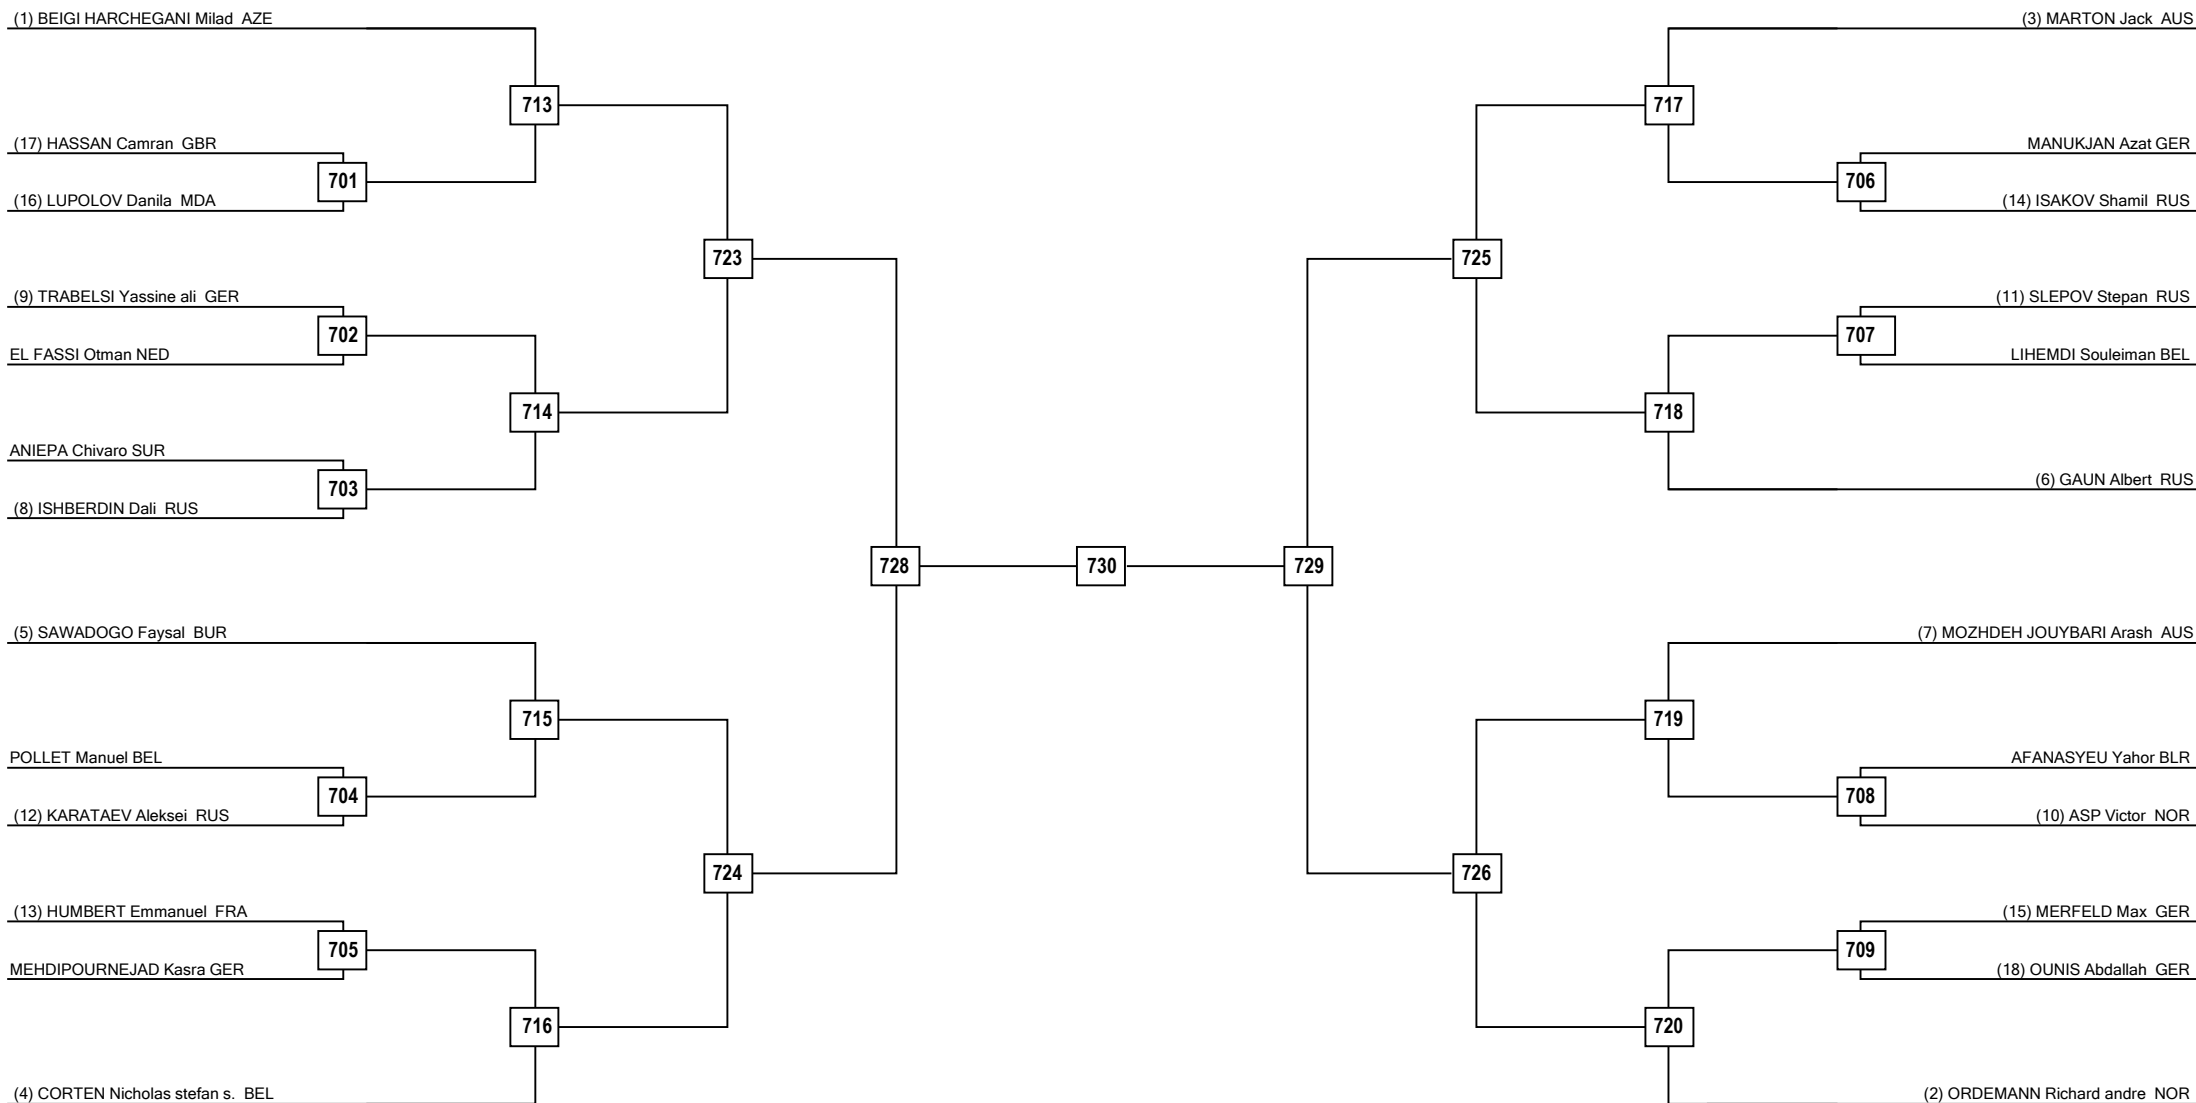 (1) BEIGI HARCHEGANI Milad AZE
(3) MARTON Jack AUS
713
717
(17) HASSAN Camran GBR
MANUKJAN Azat GER
701
706
(16) LUPOLOV Danila MDA
(14) ISAKOV Shamil RUS
723
725
(9) TRABELSI Yassine ali GER
(11) SLEPOV Stepan RUS
702
707
EL FASSI Otman NED
LIHEMDI Souleiman BEL
714
718
ANIEPA Chivaro SUR
(6) GAUN Albert RUS
703
(8) ISHBERDIN Dali RUS
728
730
729
(5) SAWADOGO Faysal BUR
(7) MOZHDEH JOUYBARI Arash AUS
715
719
POLLET Manuel BEL
AFANASYEU Yahor BLR
704
708
(12) KARATAEV Aleksei RUS
(10) ASP Victor NOR
724
726
(13) HUMBERT Emmanuel FRA
(15) MERFELD Max GER
705
709
MEHDIPOURNEJAD Kasra GER
(18) OUNIS Abdallah GER
716
720
(4) CORTEN Nicholas stefan s. BEL
(2) ORDEMANN Richard andre NOR